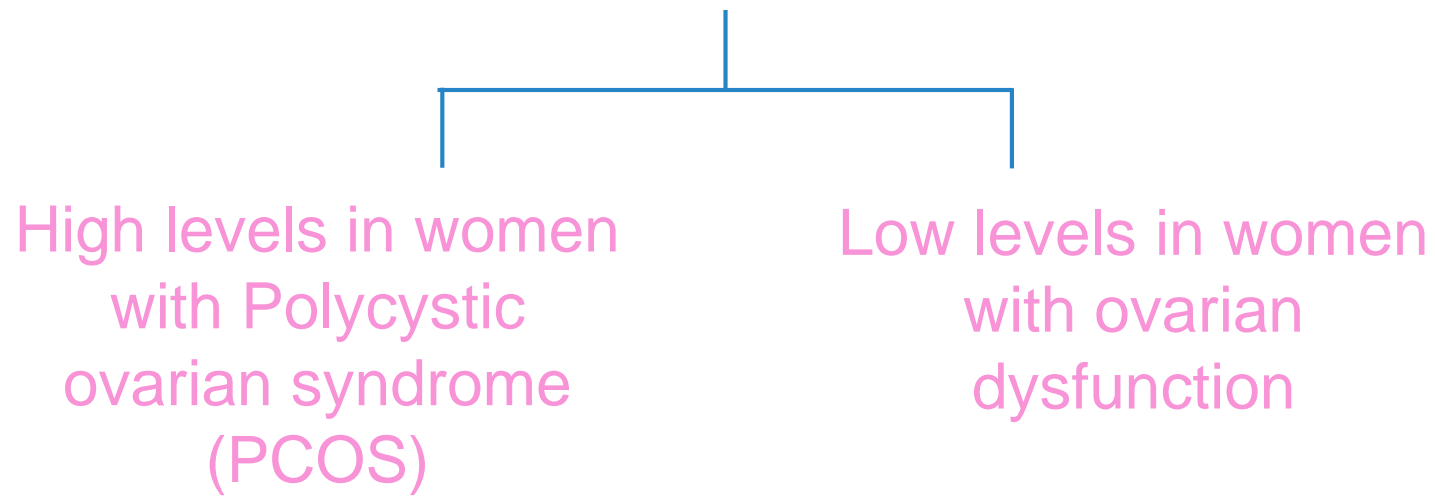 High levels in women
with Polycystic
ovarian syndrome
(PCOS)
Low levels in women
with ovarian
dysfunction